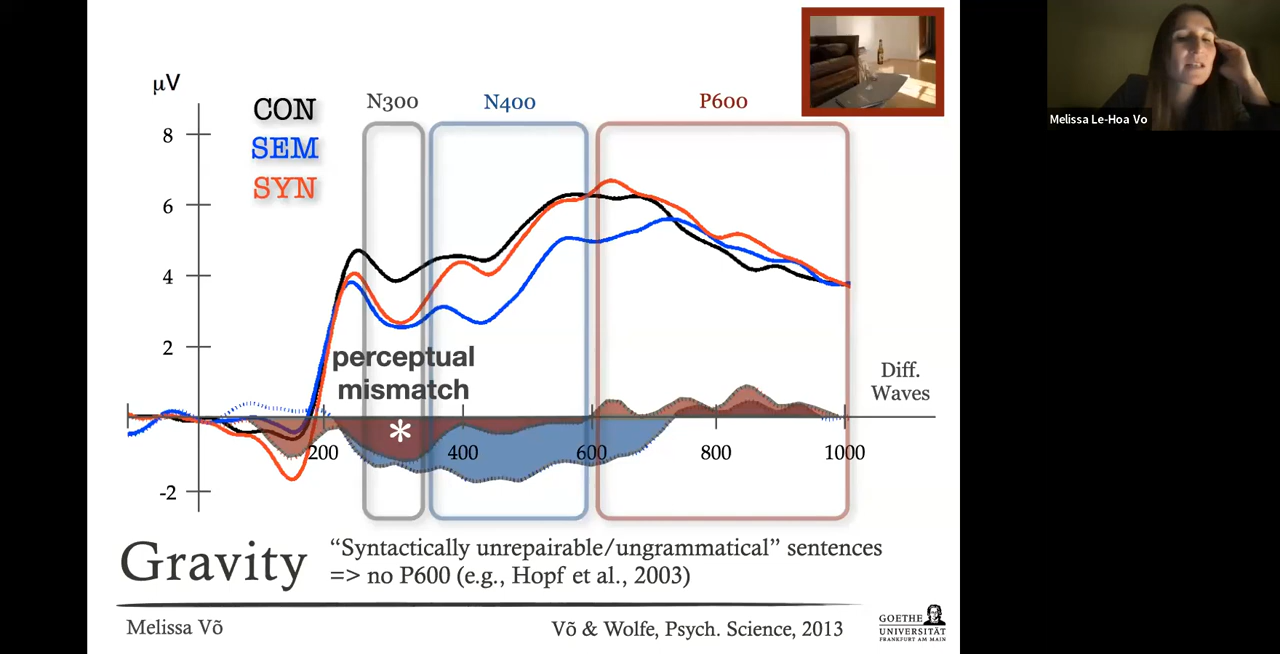 μV
CON
SEM
SYN
N300
N400
P600
8
6
4
2
-2
perceptual
mismatch
*
200
400
600
800
1000
Diff.
Waves
Gravity
“Syntactically unrepairable/ungrammatical” sentences
=> no P600 (e.g., Hopf et al., 2003)
Melissa Võ
Võ & Wolfe, Psych. Science, 2013
GOETHE
UNIVERSITÄT
FRANKFURT AM MAIN
Melissa Le-Hoa Vo